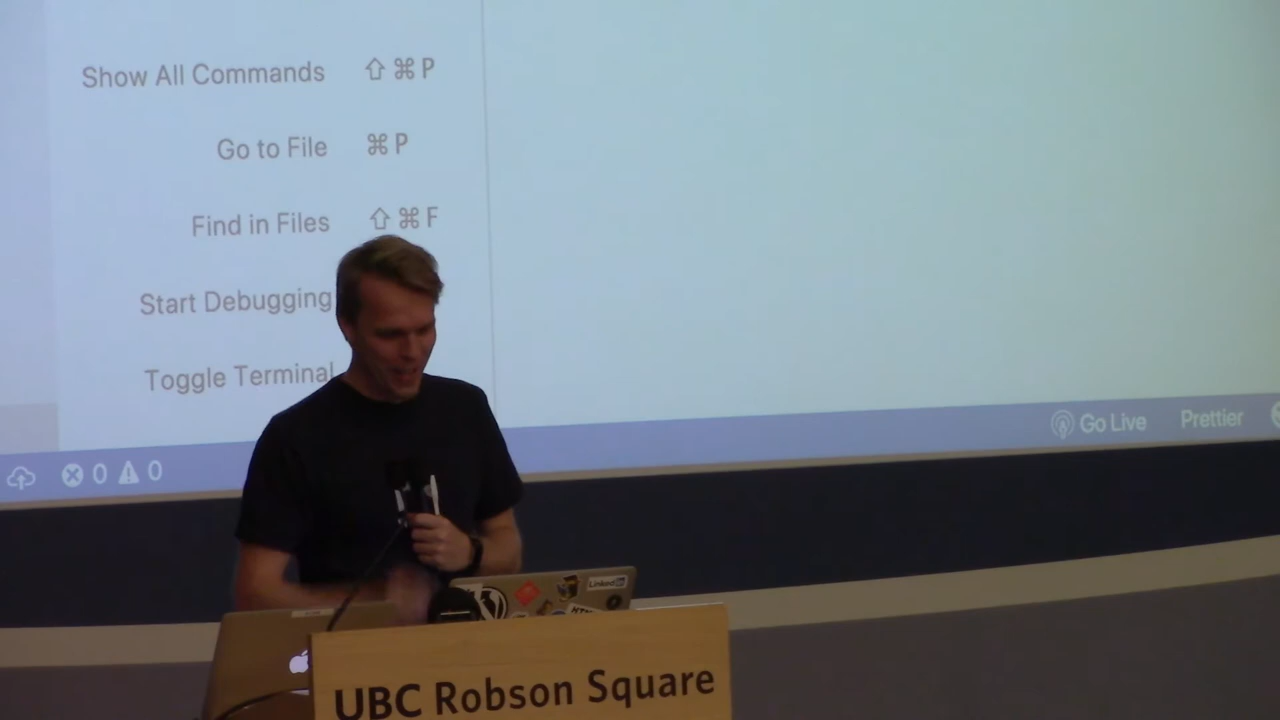 Show All Commands ⇧ ⌘ P
Go to File ⌘ P
Find in Files ⇧ ⌘ F
Start Debugging
Toggle Terminal
Go Live Prettier
0 0
LinkedIn
UBC Robson Square